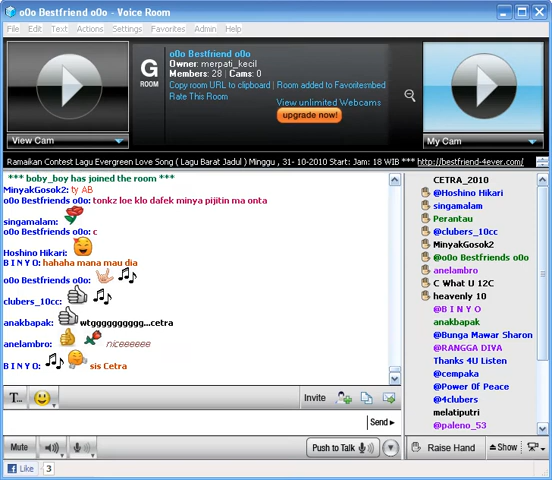 o0o Bestfriend o0o - Voice Room
File Edit Text Actions Settings Favorites Admin Help
G
ROOM
o0o Bestfriend o0o
Owner: merpati_kecil
Members: 28 | Cams: 0
Copy room URL to clipboard | Room added to Favoritesmbed
Rate This Room
View unlimited Webcams
upgrade now!
View Cam
My Cam
Ramaikan Contest Lagu Evergreen Love Song ( Lagu Barat Jadul ) Minggu , 31- 10-2010 Start: Jam: 18 WIB *** http://bestfriend-4ever.com/
*** boby_boy has joined the room ***
MinyakGosok2: ty AB
o0o Bestfriends o0o: tonkz loe klo dafek minya pijitin ma onta
singamalam:
o0o Bestfriends o0o: c
Hoshino Hikari:
B I N Y O: hahaha mana mau dia
o0o Bestfriends o0o:
clubers_10cc:
anakbapak: wtgggggggggg...cetra
anelambro: niceeeeee
B I N Y O: sis Cetra
CETRA_2010
@Hoshino Hikari
singamalam
Perantau
@clubers_10cc
MinyakGosok2
@o0o Bestfriends o0o
anelambro
C What U 12C
heavenly 10
@B I N Y O
anakbapak
@Bunga Mawar Sharon
@RANGGA DIVA
Thanks 4U Listen
@cempaka
@Power 0f Peace
@4clubers
melatiputri
@paleno_53
T...
Invite
Send
Mute
Push to Talk
Raise Hand
Show
Like 3